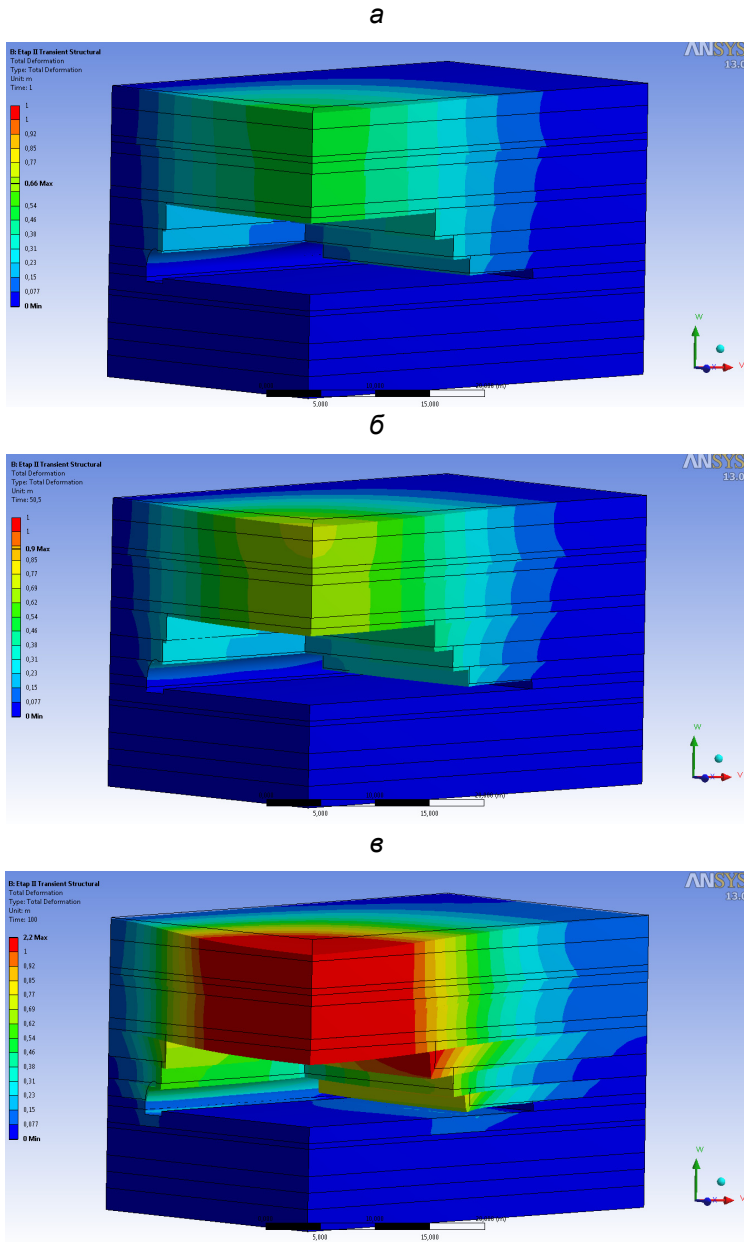 а
B: Etap II Transient Structural
Total Deformation
Type: Total Deformation
Unit: m
Time: 1
1
1
0,92
0,85
0,77
0,66 Max
0,54
0,46
0,38
0,31
0,23
0,15
0,077
0 Min
ANSYS
13.0
W
X
V
5,000
15,000
б
B: Etap II Transient Structural
Total Deformation
Type: Total Deformation
Unit: m
Time: 50,5
1
1
0,9 Max
0,85
0,77
0,69
0,62
0,54
0,46
0,38
0,31
0,23
0,15
0,077
0 Min
ANSYS
13.0
W
X
V
5,000
15,000
в
B: Etap II Transient Structural
Total Deformation
Type: Total Deformation
Unit: m
Time: 100
2,2 Max
1
0,92
0,85
0,77
0,69
0,62
0,54
0,46
0,38
0,31
0,23
0,15
0,077
0 Min
ANSYS
13.0
W
X
V
5,000
15,000